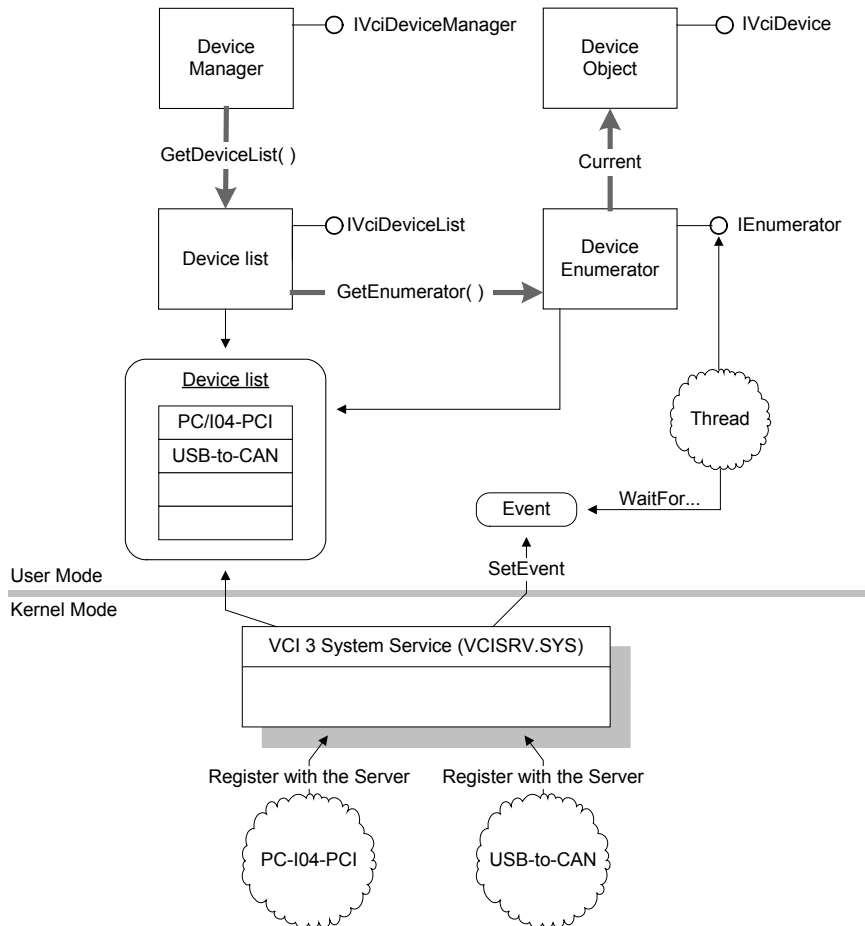 Device
Manager
IVciDeviceManager
Device
Object
IVciDevice
GetDeviceList( )
Current
Device list
IVciDeviceList
Device
Enumerator
IEnumerator
GetEnumerator( )
Device list
PC/I04-PCI
USB-to-CAN
Thread
Event
WaitFor...
SetEvent
User Mode
Kernel Mode
VCI 3 System Service (VCISRV.SYS)
Register with the Server
Register with the Server
PC-I04-PCI
USB-to-CAN